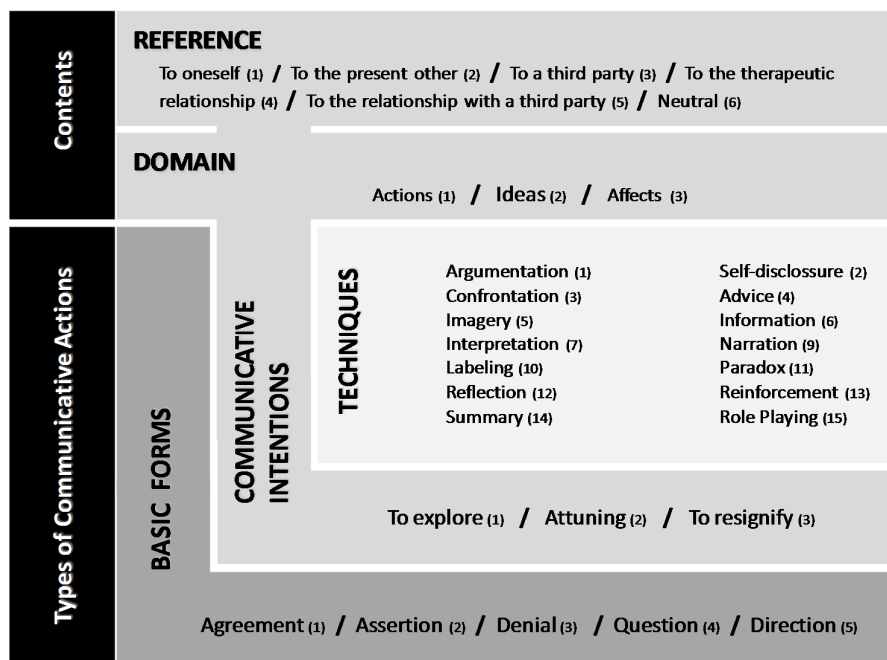 Contents
REFERENCE
To oneself (1) / To the present other (2) / To a third party (3) / To the therapeutic
relationship (4) / To the relationship with a third party (5) / Neutral (6)
DOMAIN
Actions (1) / Ideas (2) / Affects (3)
Types of Communicative Actions
BASIC FORMS
COMMUNICATIVE
INTENTIONS
TECHNIQUES
Argumentation (1)
Confrontation (3)
Imagery (5)
Interpretation (7)
Labeling (10)
Reflection (12)
Summary (14)
Self-disclossure (2)
Advice (4)
Information (6)
Narration (9)
Paradox (11)
Reinforcement (13)
Role Playing (15)
To explore (1) / Attuning (2) / To resignify (3)
Agreement (1) / Assertion (2) / Denial (3) / Question (4) / Direction (5)